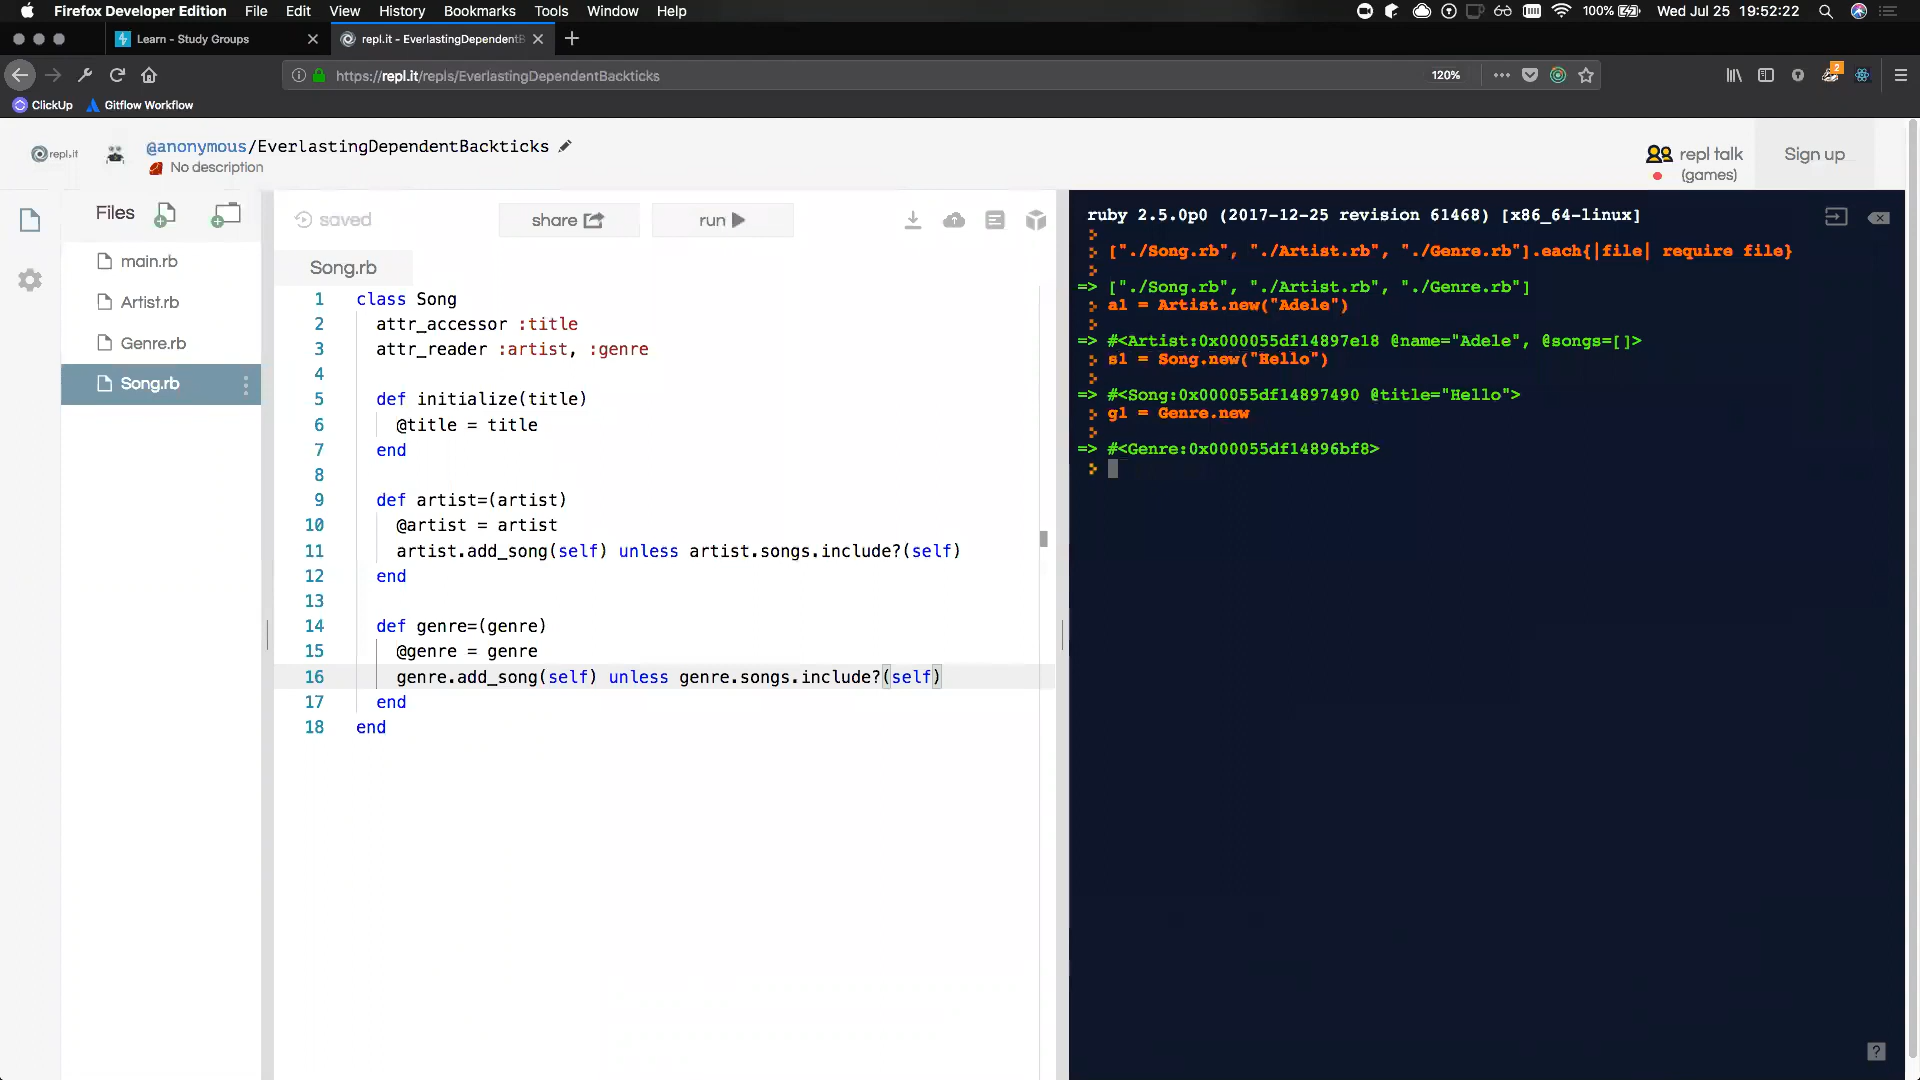 Firefox Developer Edition File Edit View History Bookmarks Tools Window Help 100% Wed Jul 25 19:52:22
Learn - Study Groups repl.it - EverlastingDependentB
https://repl.it/repls/EverlastingDependentBackticks 120% 2
ClickUp Gitflow Workflow
repl.it @anonymous/EverlastingDependentBackticks
No description
repl talk
(games)
Sign up
Files
main.rb
Artist.rb
Genre.rb
Song.rb
saved share run
Song.rb
1 class Song
2 attr_accessor :title
3 attr_reader :artist, :genre
4
5 def initialize(title)
6 @title = title
7 end
8
9 def artist=(artist)
10 @artist = artist
11 artist.add_song(self) unless artist.songs.include?(self)
12 end
13
14 def genre=(genre)
15 @genre = genre
16 genre.add_song(self) unless genre.songs.include?(self)
17 end
18 end
ruby 2.5.0p0 (2017-12-25 revision 61468) [x86_64-linux]
["./Song.rb", "./Artist.rb", "./Genre.rb"].each{|file| require file}
=> ["./Song.rb", "./Artist.rb", "./Genre.rb"]
a1 = Artist.new("Adele")
=> #<Artist:0x000055df14897e18 @name="Adele", @songs=[]>
s1 = Song.new("Hello")
=> #<Song:0x000055df14897490 @title="Hello">
g1 = Genre.new
=> #<Genre:0x000055df14896bf8>
?